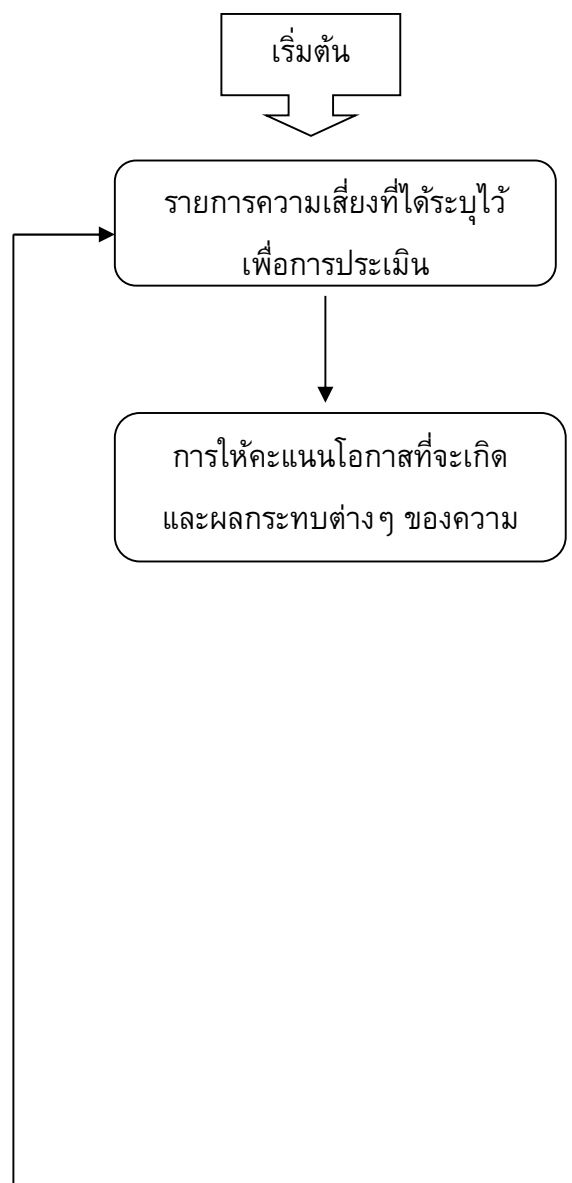 เริ่มต้น
รายการความเสี่ยงที่ได้ระบุไว้
เพื่อการประเมิน
การให้คะแนนโอกาสที่จะเกิด
และผลกระทบต่างๆ ของความ